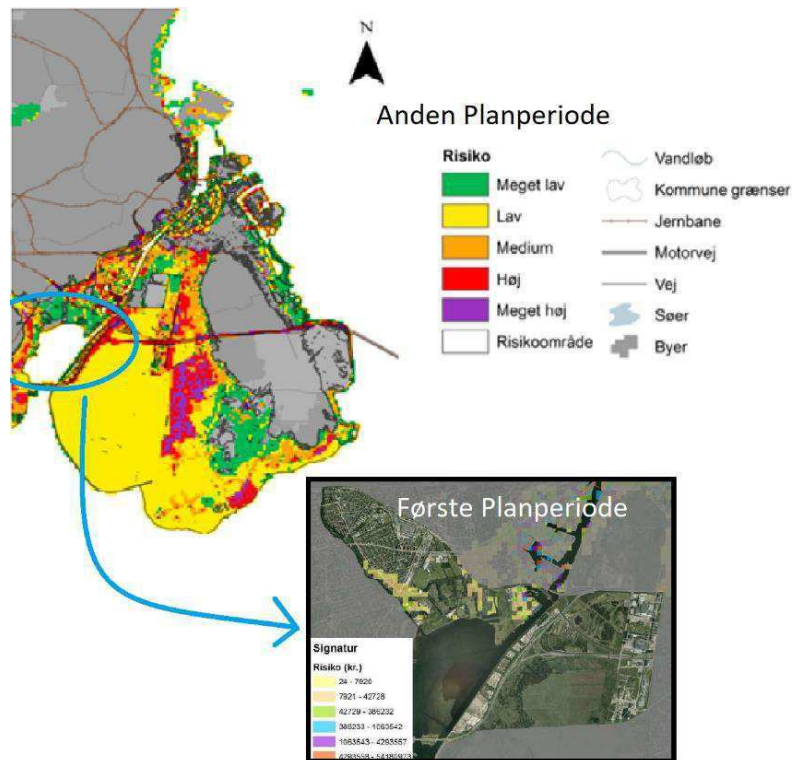 N
Anden Planperiode
Risiko
Meget lav
Lav
Medium
Høj
Meget høj
Risikoområde
Vandløb
Kommune grænser
Jernbane
Motorvej
Vej
Søer
Byer
Første Planperiode
Signatur
Risiko (kr.)
24 - 7920
7921 - 42728
42729 - 386232
386233 - 1063542
1063543 - 4293557